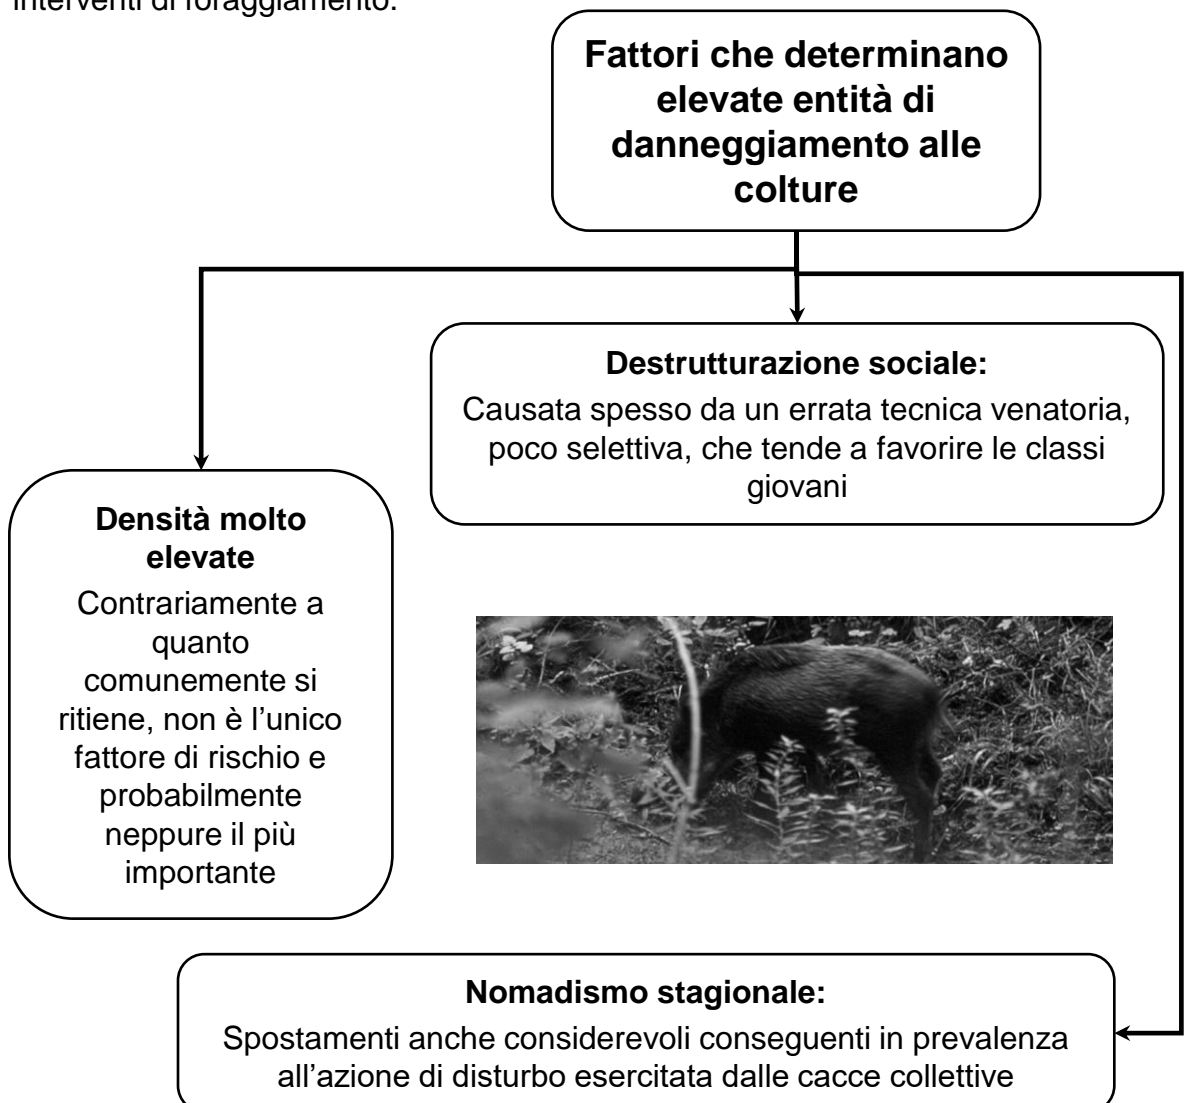 interventi di foraggiamento.
Fattori che determinano
elevate entità di
danneggiamento alle
colture
Destrutturazione sociale:
Causata spesso da un errata tecnica venatoria,
poco selettiva, che tende a favorire le classi
giovani
Densità molto
elevate
Contrariamente a
quanto
comunemente si
ritiene, non è l’unico
fattore di rischio e
probabilmente
neppure il più
importante
Nomadismo stagionale:
Spostamenti anche considerevoli conseguenti in prevalenza
all’azione di disturbo esercitata dalle cacce collettive